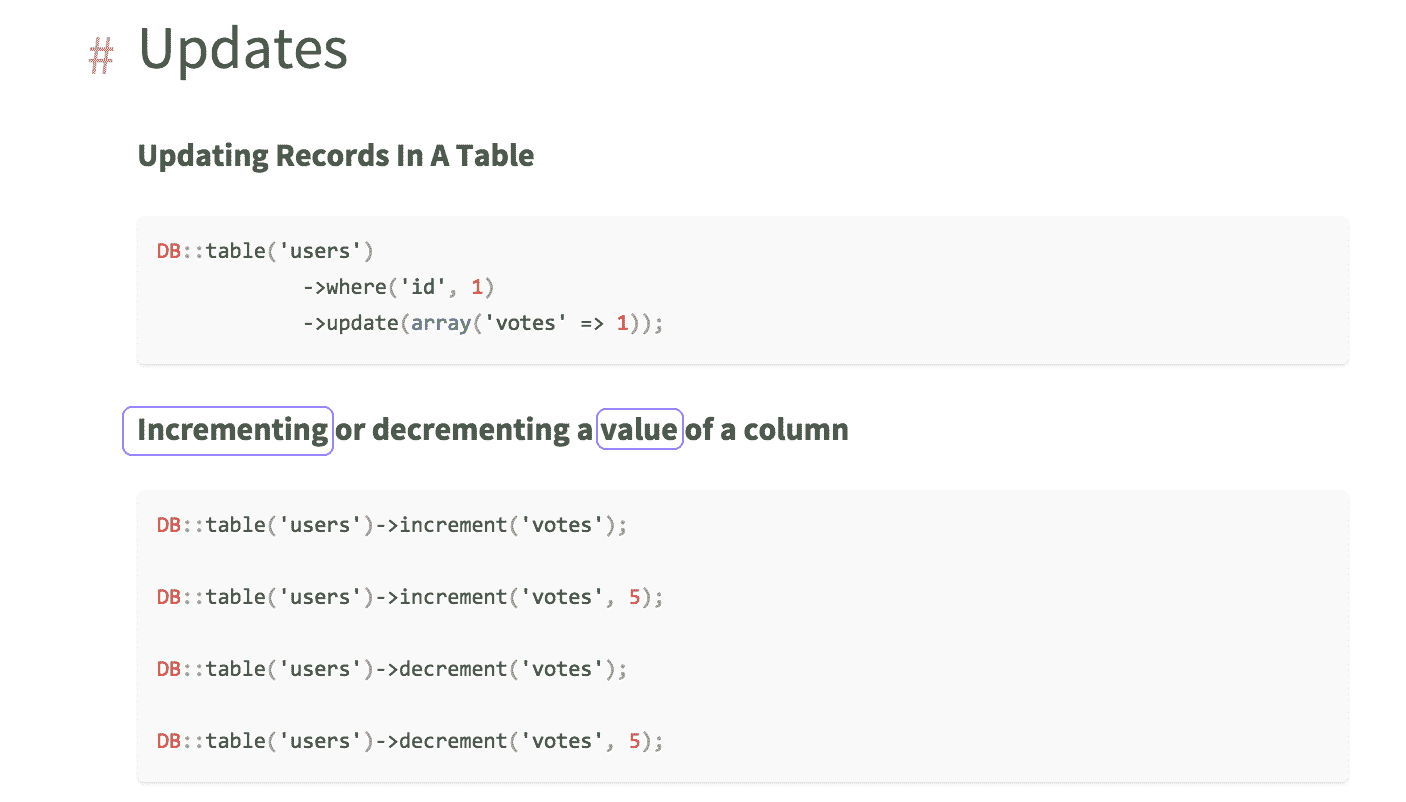 # Updates
Updating Records In A Table
DB::table('users')
            ->where('id', 1)
            ->update(array('votes' => 1));
Incrementing or decrementing a value of a column
DB::table('users')->increment('votes');
DB::table('users')->increment('votes', 5);
DB::table('users')->decrement('votes');
DB::table('users')->decrement('votes', 5);